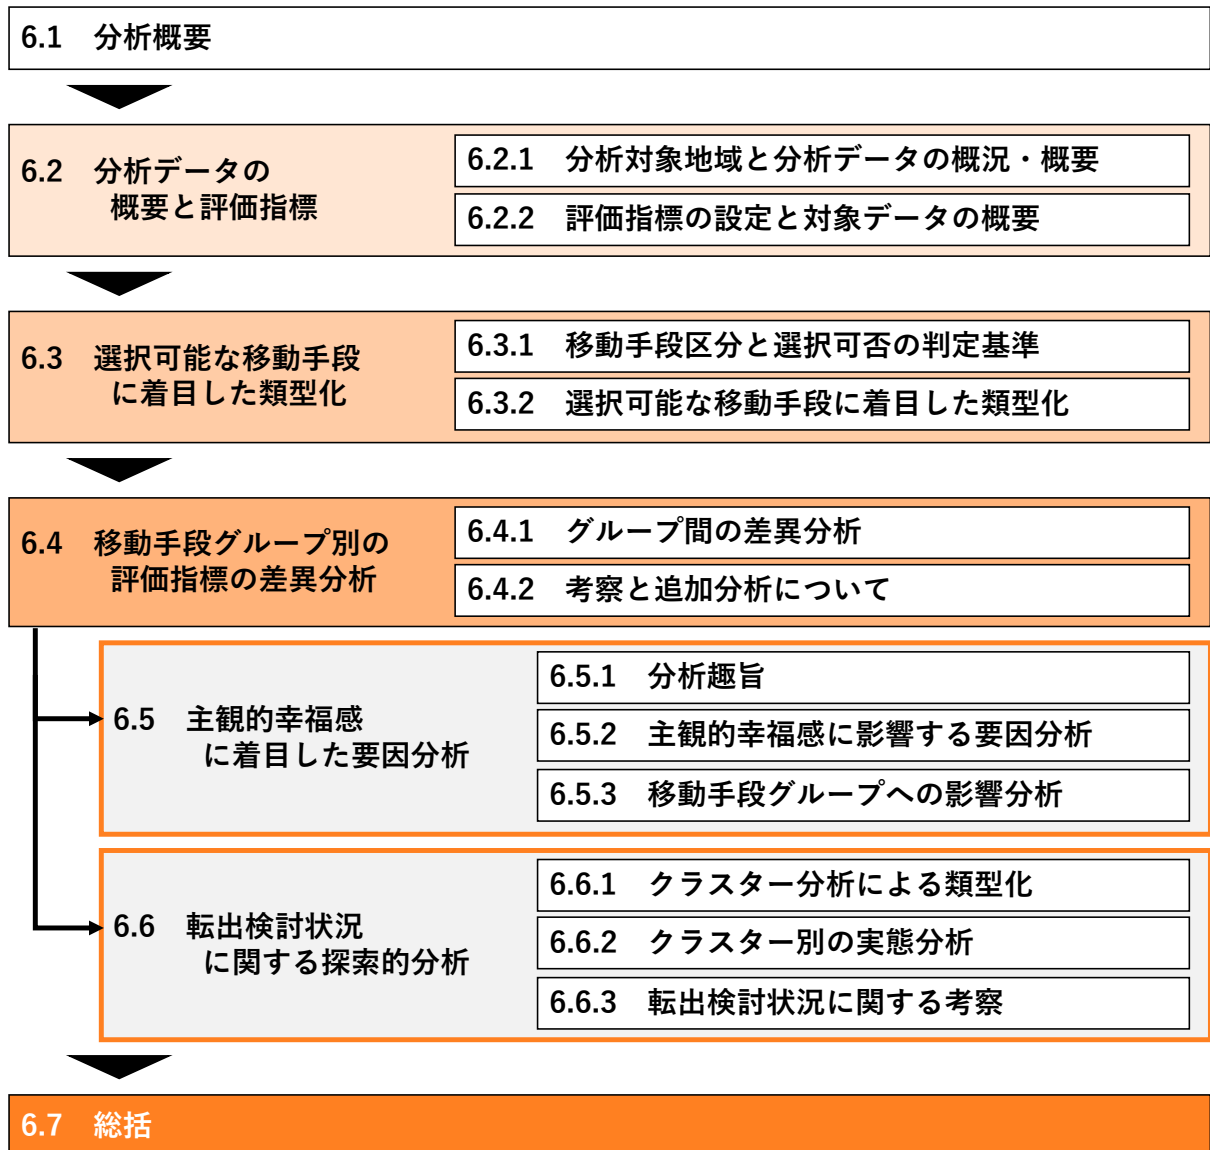 6.1 分析概要
6.2 分析データの
概要と評価指標
6.2.1 分析対象地域と分析データの概況・概要
6.2.2 評価指標の設定と対象データの概要
6.3 選択可能な移動手段
に着目した類型化
6.3.1 移動手段区分と選択可否の判定基準
6.3.2 選択可能な移動手段に着目した類型化
6.4 移動手段グループ別の
評価指標の差異分析
6.4.1 グループ間の差異分析
6.4.2 考察と追加分析について
6.5 主観的幸福感
に着目した要因分析
6.5.1 分析趣旨
6.5.2 主観的幸福感に影響する要因分析
6.5.3 移動手段グループへの影響分析
6.6 転出検討状況
に関する探索的分析
6.6.1 クラスター分析による類型化
6.6.2 クラスター別の実態分析
6.6.3 転出検討状況に関する考察
6.7 総括